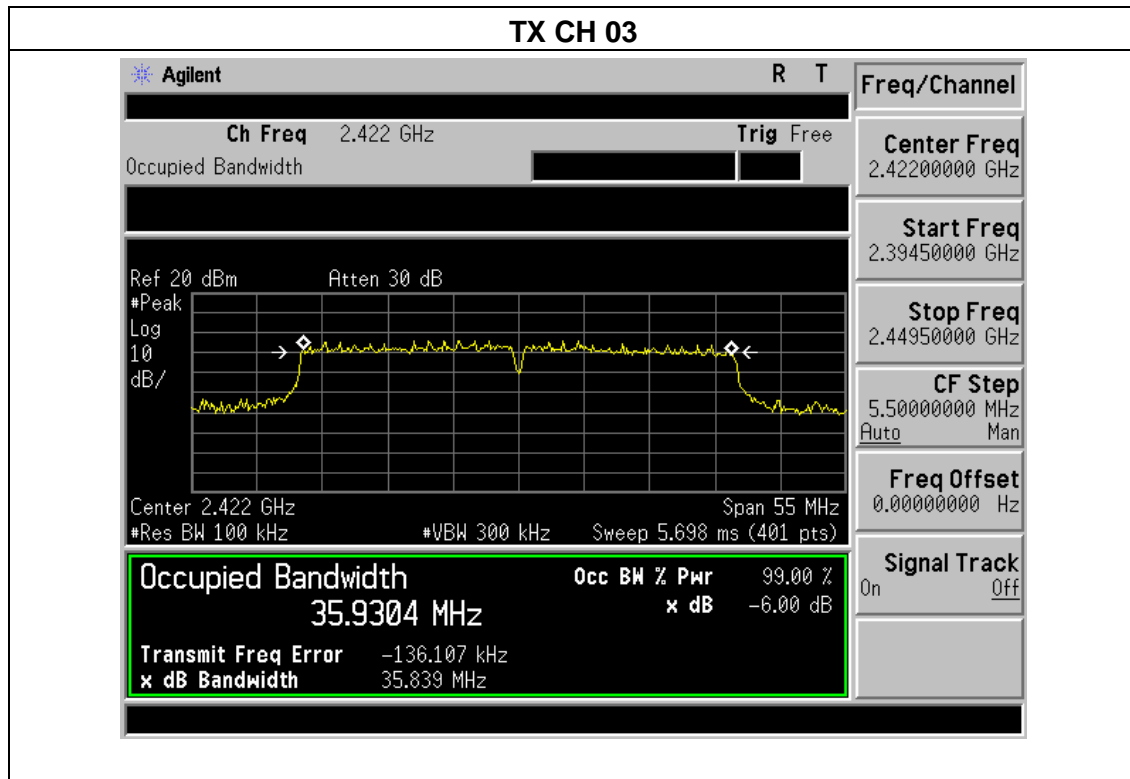 TX CH 03
Agilent R T
Ch Freq 2.422 GHz Trig Free
Occupied Bandwidth
Ref 20 dBm Atten 30 dB
#Peak
Log
10
dB/
Center 2.422 GHz Span 55 MHz
#Res BW 100 kHz #VBW 300 kHz Sweep 5.698 ms (401 pts)
Occupied Bandwidth Occ BW % Pwr 99.00 %
35.9304 MHz x dB -6.00 dB
Transmit Freq Error -136.107 kHz
x dB Bandwidth 35.839 MHz
Freq/Channel
Center Freq
2.42200000 GHz
Start Freq
2.39450000 GHz
Stop Freq
2.44950000 GHz
CF Step
5.50000000 MHz
Auto Man
Freq Offset
0.00000000 Hz
Signal Track
On Off